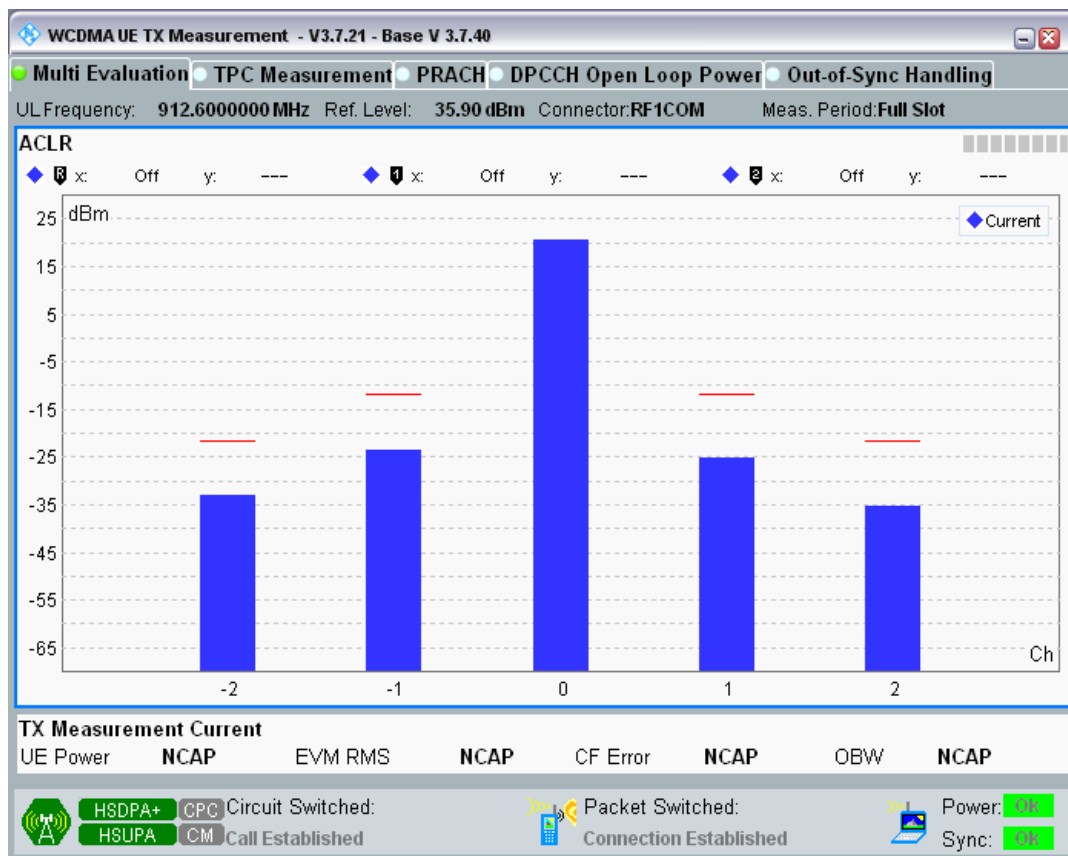 WCDMA UE TX Measurement - V3.7.21 - Base V 3.7.40
Multi Evaluation TPC Measurement PRACH DPCCH Open Loop Power Out-of-Sync Handling
UL Frequency: 912.6000000 MHz Ref. Level: 35.90 dBm Connector:RF1COM Meas. Period:Full Slot
ACLR
R x: Off y: --- 1 x: Off y: --- 2 x: Off y: ---
dBm
Current
25
15
5
-5
-15
-25
-35
-45
-55
-65
Ch
-2 -1 0 1 2
TX Measurement Current
UE Power NCAP EVM RMS NCAP CF Error NCAP OBW NCAP
HSDPA+ CPC Circuit Switched: Packet Switched: Power: OK
HSUPA CM Call Established Connection Established Sync: OK